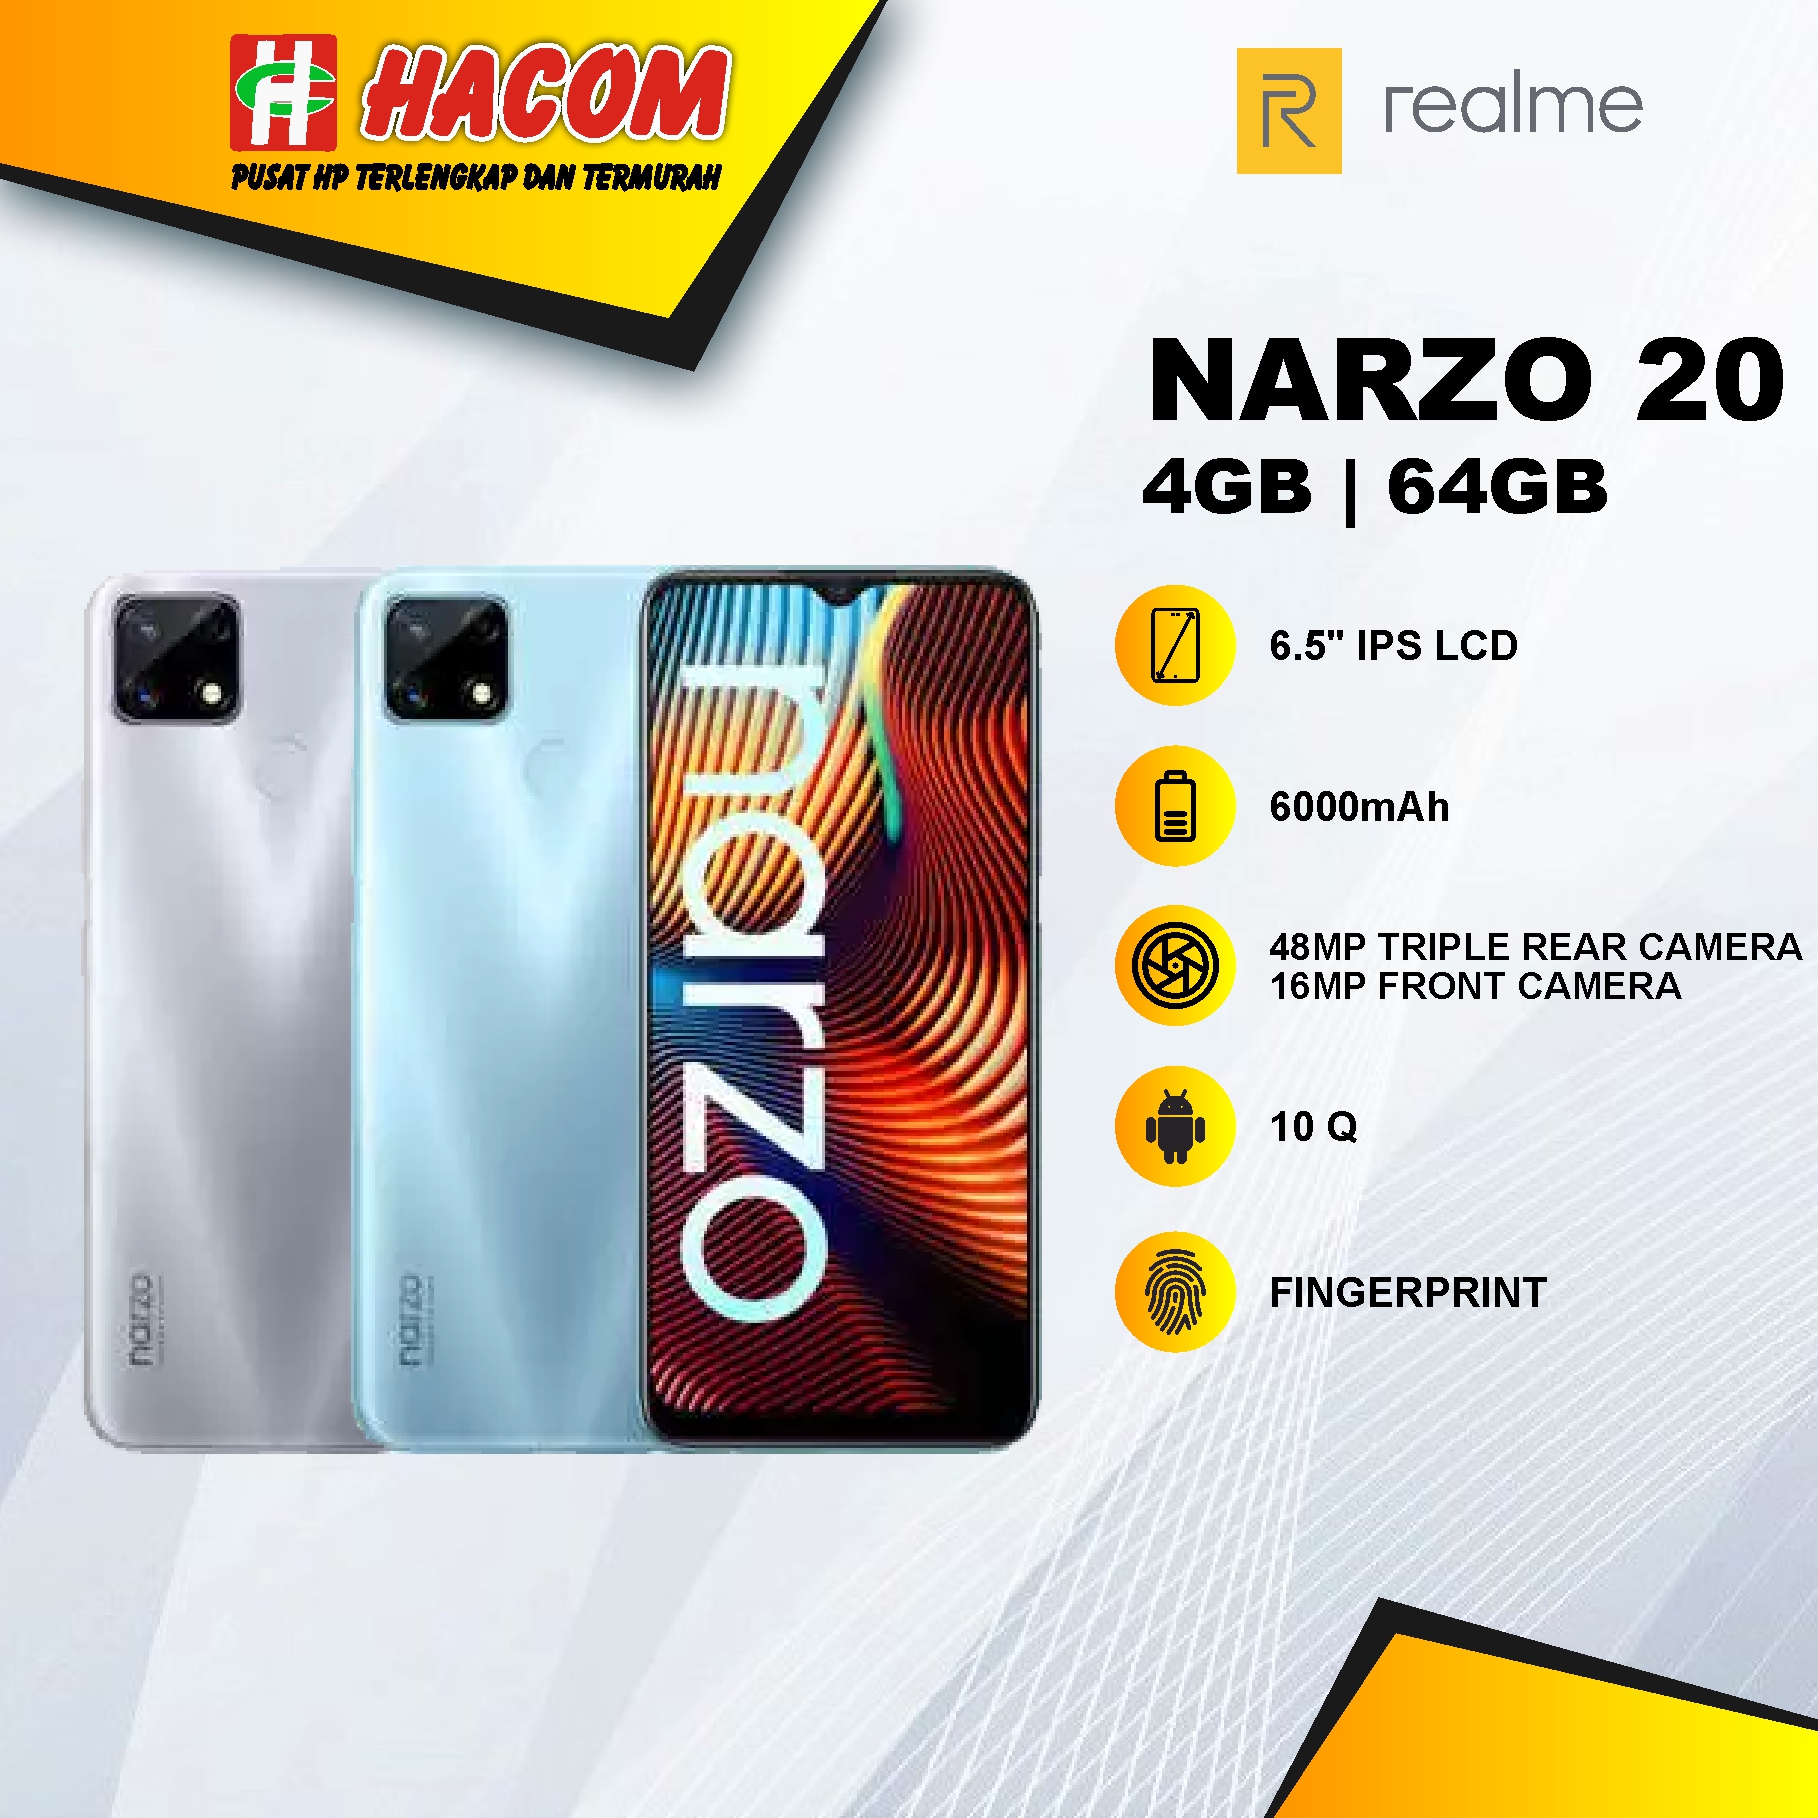 HACOM
PUSAT HP TERLENGKAP DAN TERMURAH
realme
NARZO 20
4GB | 64GB
6.5" IPS LCD
6000mAh
48MP TRIPLE REAR CAMERA
16MP FRONT CAMERA
10 Q
FINGERPRINT
narzo
narzo
narzo